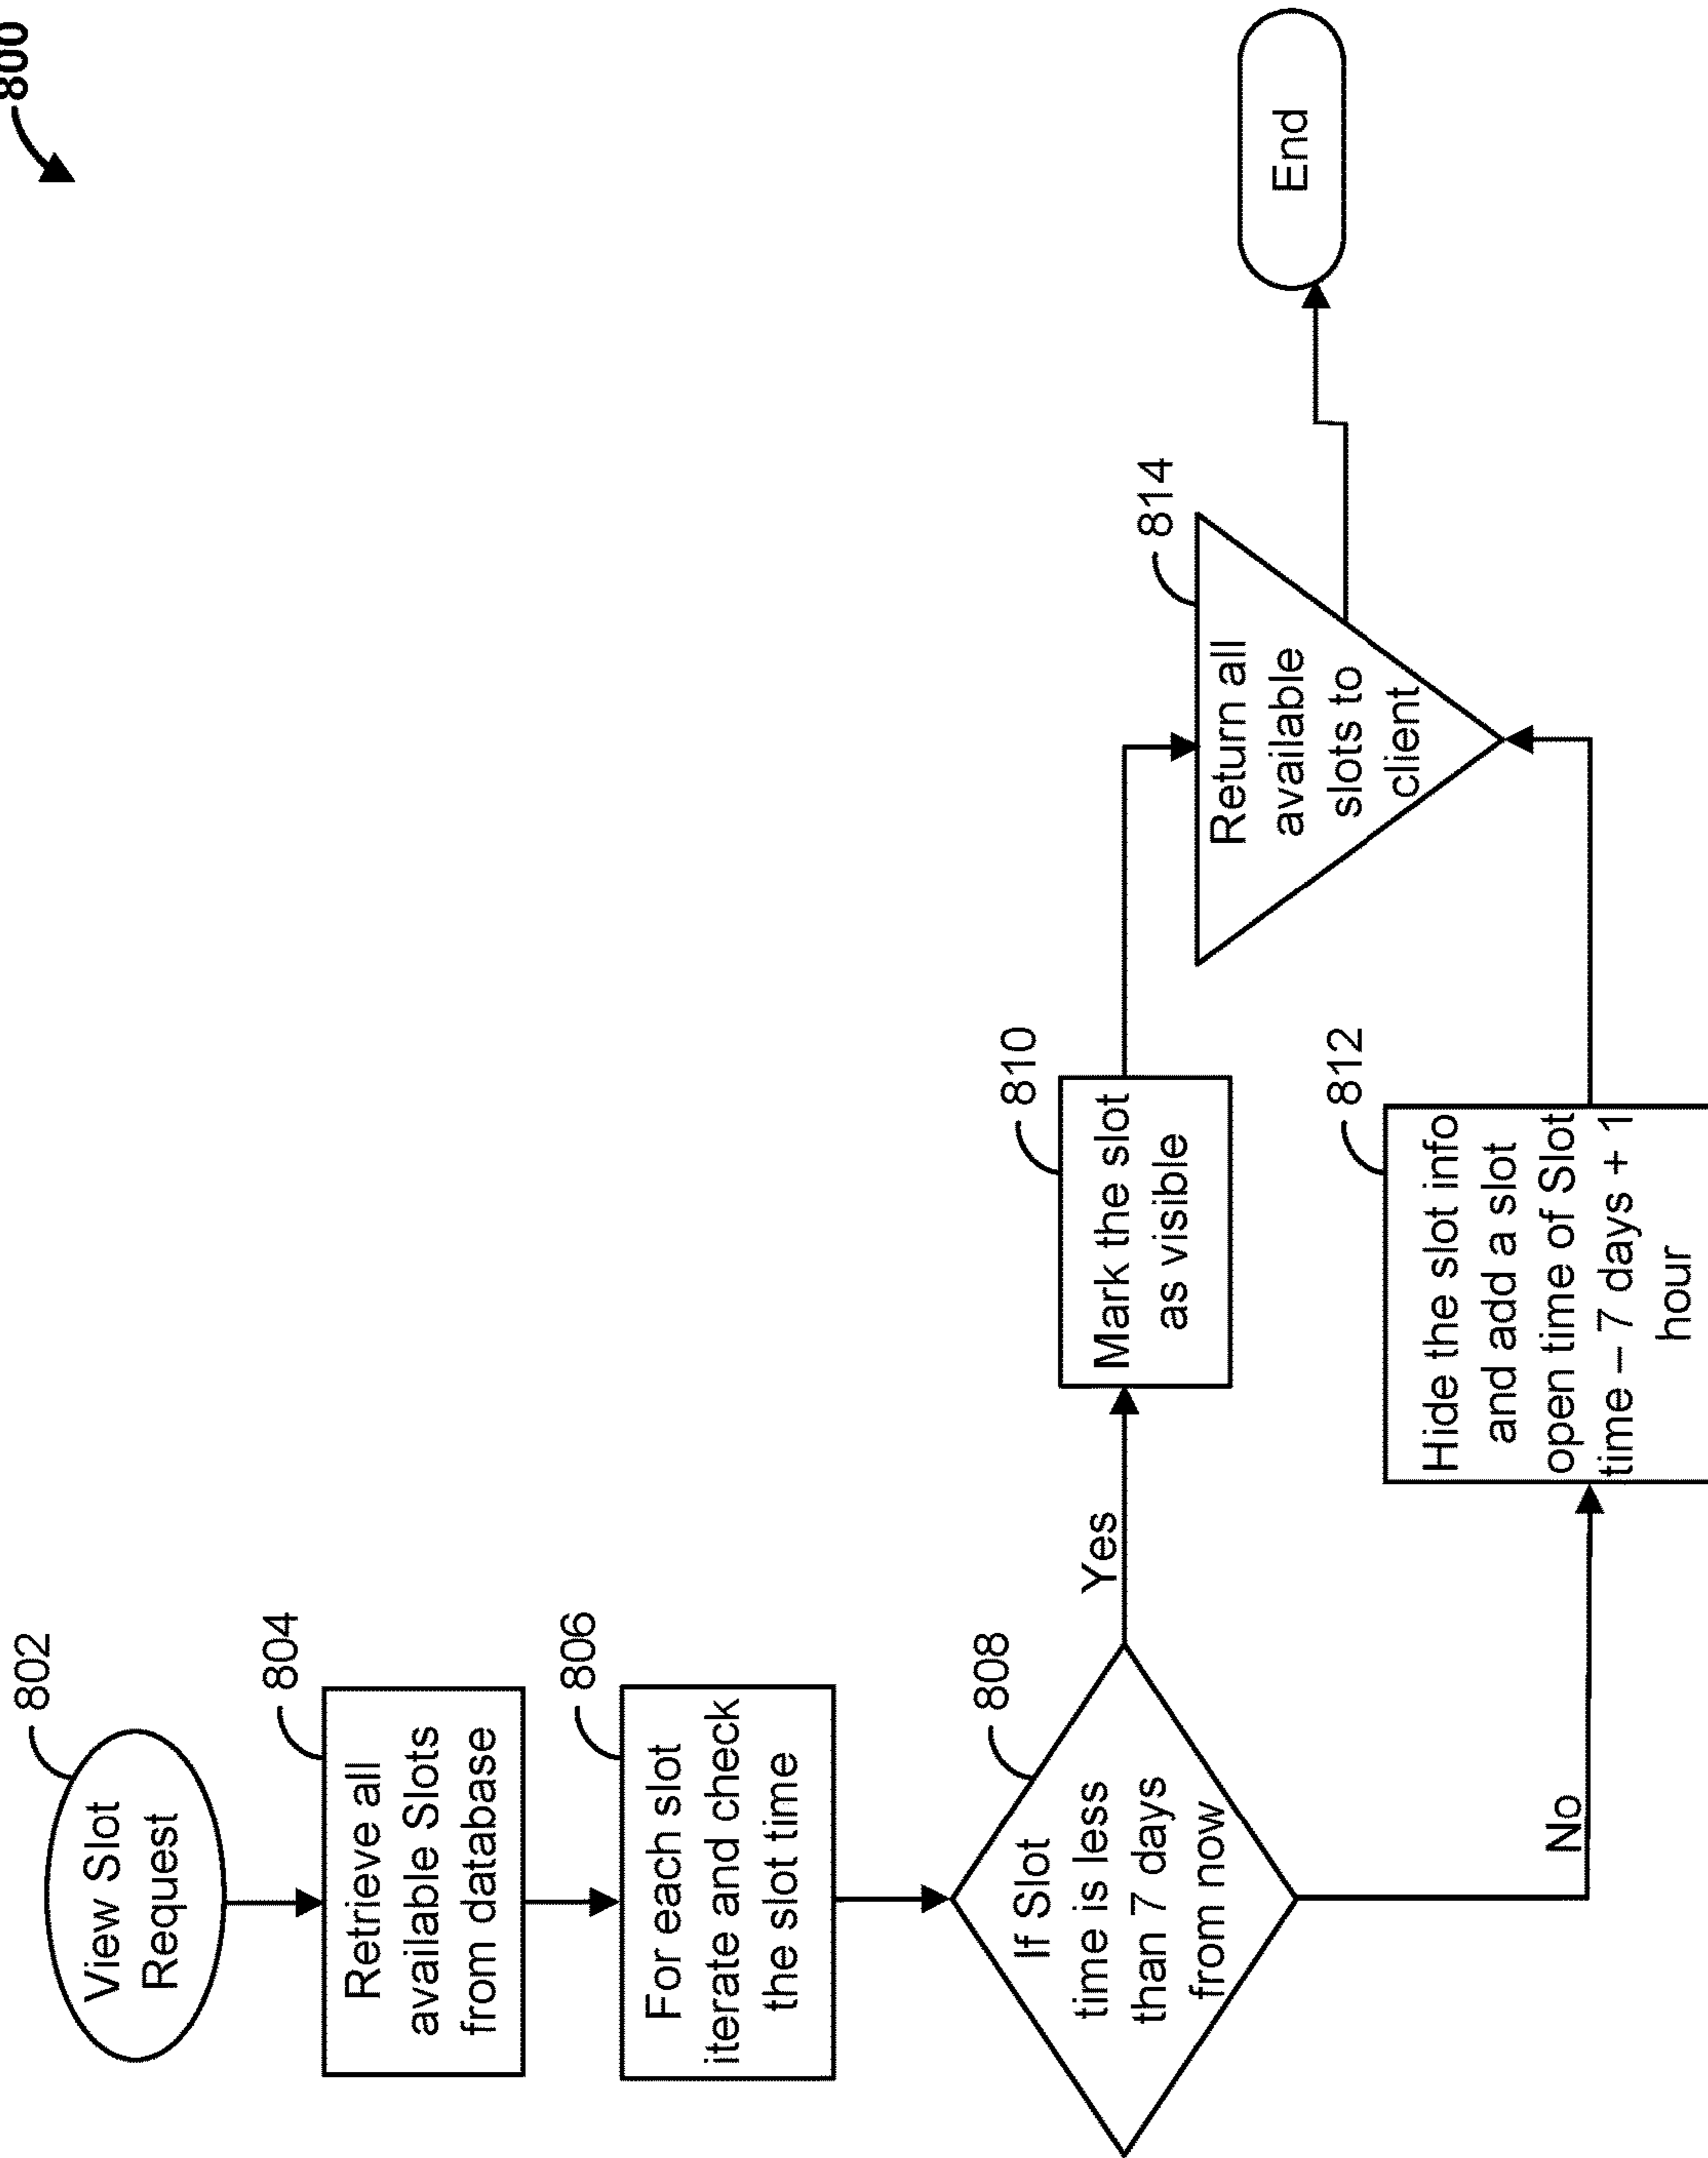 800
802
View Slot
Request
804
Retrieve all
available Slots
from database
806
For each slot
iterate and check
the slot time
808
If Slot
time is less
than 7 days
from now
Yes
No
810
Mark the slot
as visible
812
Hide the slot info
and add a slot
open time of Slot
time – 7 days + 1
hour
814
Return all
available
slots to
client
End